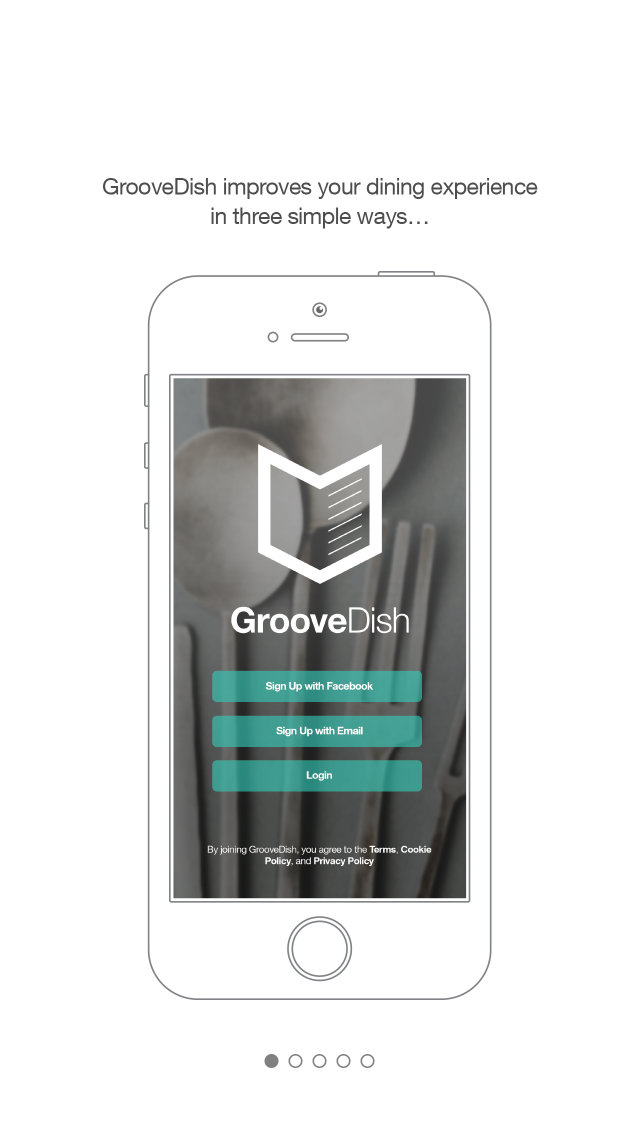 GrooveDish improves your dining experience
in three simple ways…
GrooveDish
Sign Up with Facebook
Sign Up with Email
Login
By joining GrooveDish, you agree to the Terms, Cookie
Policy, and Privacy Policy